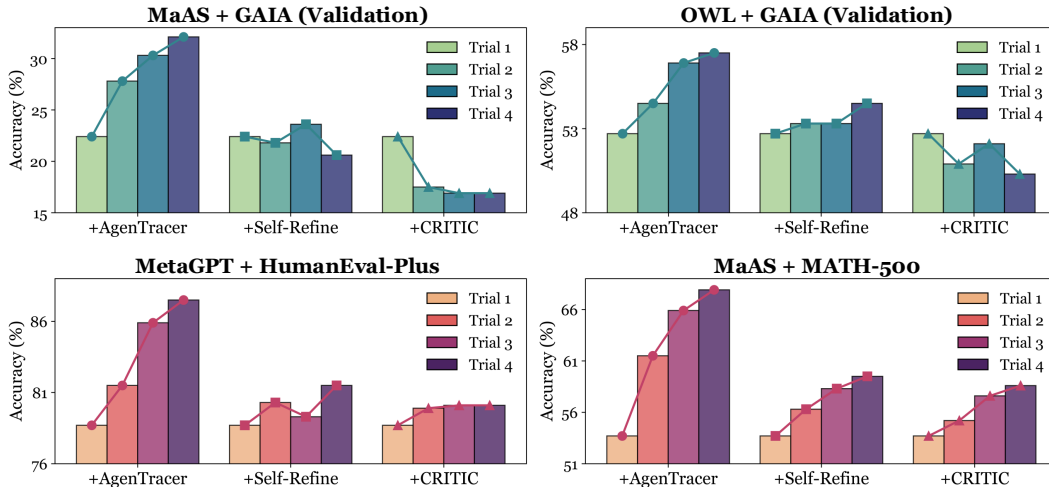 MaAS + GAIA (Validation)
Accuracy (%)
30
25
20
15
Trial 1
Trial 2
Trial 3
Trial 4
+AgenTracer
+Self-Refine
+CRITIC
OWL + GAIA (Validation)
Accuracy (%)
58
53
48
Trial 1
Trial 2
Trial 3
Trial 4
+AgenTracer
+Self-Refine
+CRITIC
MetaGPT + HumanEval-Plus
Accuracy (%)
86
81
76
Trial 1
Trial 2
Trial 3
Trial 4
+AgenTracer
+Self-Refine
+CRITIC
MaAS + MATH-500
Accuracy (%)
66
61
56
51
Trial 1
Trial 2
Trial 3
Trial 4
+AgenTracer
+Self-Refine
+CRITIC